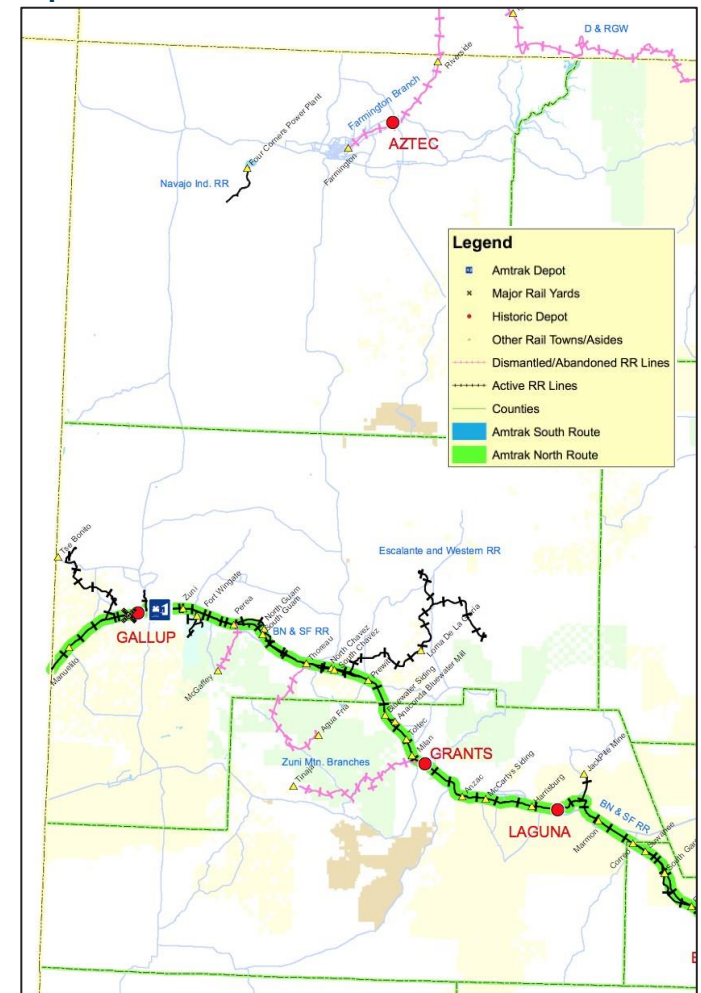 D & RGW
Riverside
Farmington Branch
AZTEC
Farmington
Four Corners Power Plant
Navajo Ind. RR
Legend
Amtrak Depot
Major Rail Yards
Historic Depot
Other Rail Towns/Asides
Dismantled/Abandoned RR Lines
Active RR Lines
Counties
Amtrak South Route
Amtrak North Route
Tse Bonito
Escalante and Western RR
Zuni
Fort Wingate
Perea
North Guam
South Guam
BN & SF RR
GALLUP
Manuelito
McGaffey
Thoreau
North Chavez
South Chavez
Prewitt
Loma De La Gloria
Bluewater Siding
Anaconda Bluewater Mill
Toltec
Milan
Agua Fria
Zuni Mtn. Branches
Tinaja
GRANTS
Anzac
McCartys Siding
Harrisburg
JackPile Mine
LAGUNA
BN & SF RR
Marmon
Correo
South Gar